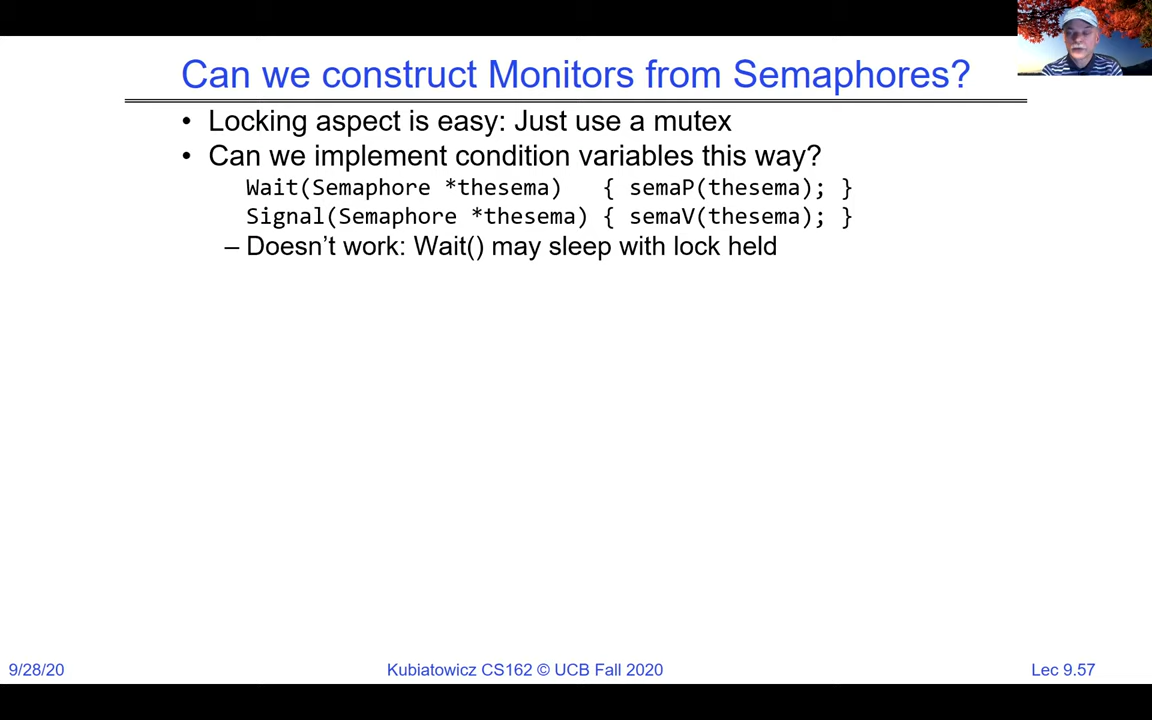 Can we construct Monitors from Semaphores?
• Locking aspect is easy: Just use a mutex
• Can we implement condition variables this way?
Wait(Semaphore *thesema) { semaP(thesema); }
Signal(Semaphore *thesema) { semaV(thesema); }
– Doesn’t work: Wait() may sleep with lock held
9/28/20 Kubiatowicz CS162 © UCB Fall 2020 Lec 9.57